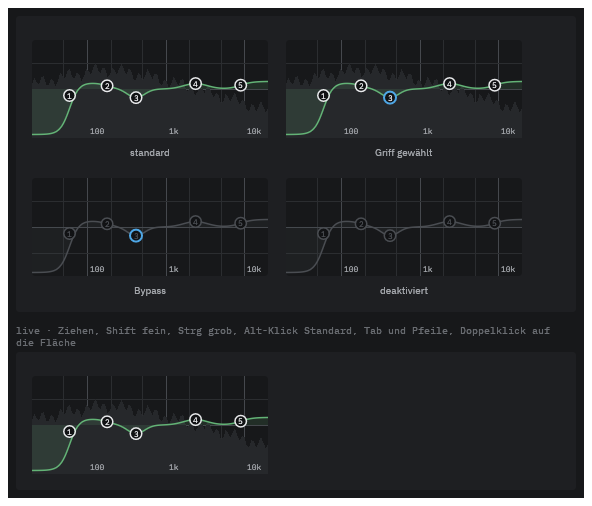 1 2 3 4 5
100 1k 10k
standard
1 2 3 4 5
100 1k 10k
Griff gewählt
1 2 3 4 5
100 1k 10k
Bypass
1 2 3 4 5
100 1k 10k
deaktiviert
live · Ziehen, Shift fein, Strg grob, Alt-Klick Standard, Tab und Pfeile, Doppelklick auf
die Fläche
1 2 3 4 5
100 1k 10k